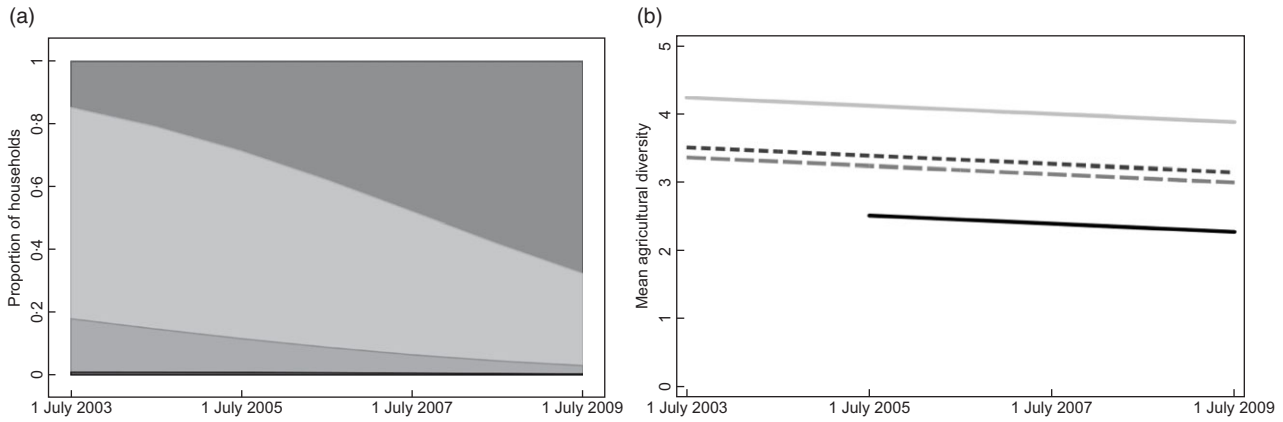 (a)
Proportion of households
1
0·8
0·6
0·4
0·2
0
1 July 2003
1 July 2005
1 July 2007
1 July 2009
(b)
Mean agricultural diversity
5
4
3
2
1
0
1 July 2003
1 July 2005
1 July 2007
1 July 2009